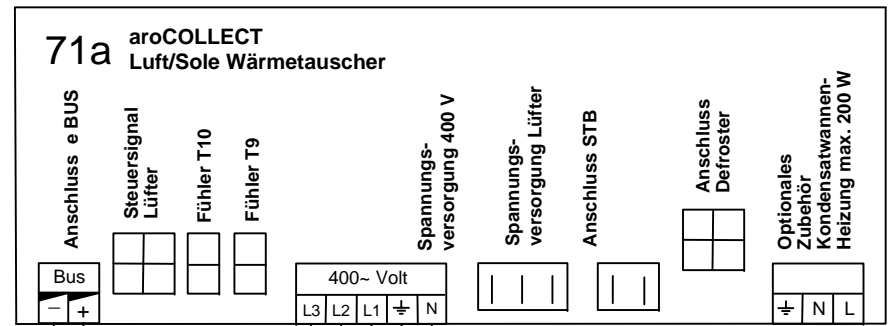 71a
aroCOLLECT
Luft/Sole Wärmetauscher
Anschluss e BUS
Steuersignal
Lüfter
Fühler T10
Fühler T9
Spannungs-
versorgung 400 V
Spannungs-
versorgung Lüfter
Anschluss STB
Anschluss
Defroster
Optionales
Zubehör
Kondensatwannen-
Heizung max. 200 W
Bus
− +
400~ Volt
L3 L2 L1 ⏚ N
⏚ N L